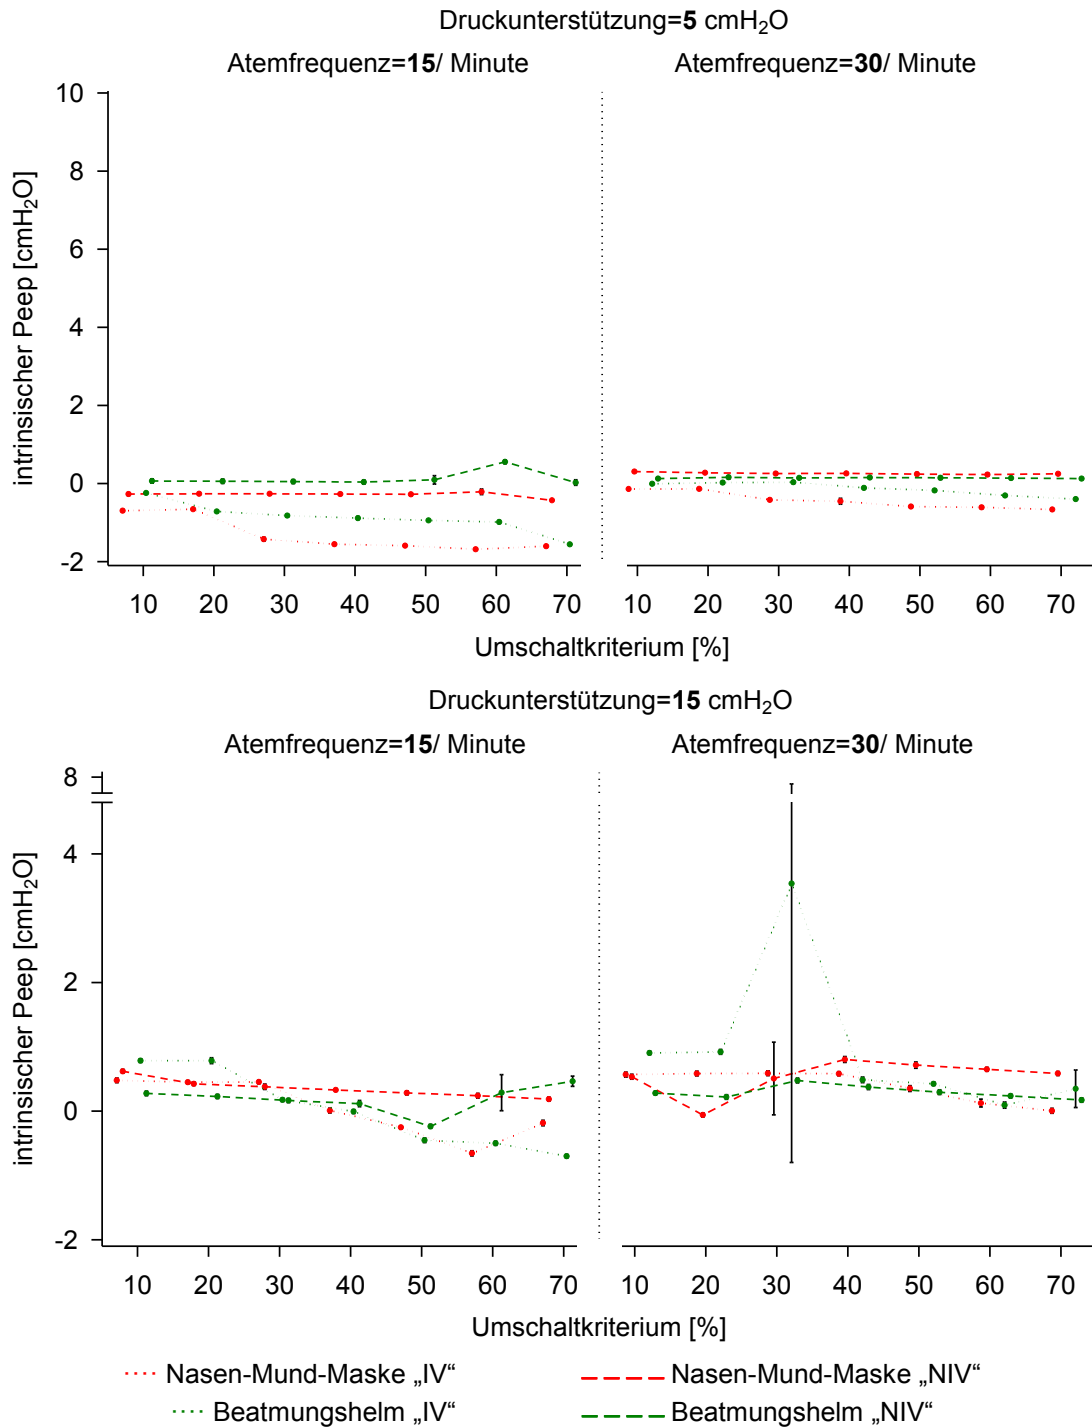 Druckunterstützung=5 cmH₂O
Atemfrequenz=15/ Minute
Atemfrequenz=30/ Minute
intrinsischer Peep [cmH₂O]
10
8
6
4
2
0
-2
10 20 30 40 50 60 70
10 20 30 40 50 60 70
Umschaltkriterium [%]
Druckunterstützung=15 cmH₂O
Atemfrequenz=15/ Minute
Atemfrequenz=30/ Minute
intrinsischer Peep [cmH₂O]
8
4
2
0
-2
10 20 30 40 50 60 70
10 20 30 40 50 60 70
Umschaltkriterium [%]
Nasen-Mund-Maske „IV“
Nasen-Mund-Maske „NIV“
Beatmungshelm „IV“
Beatmungshelm „NIV“